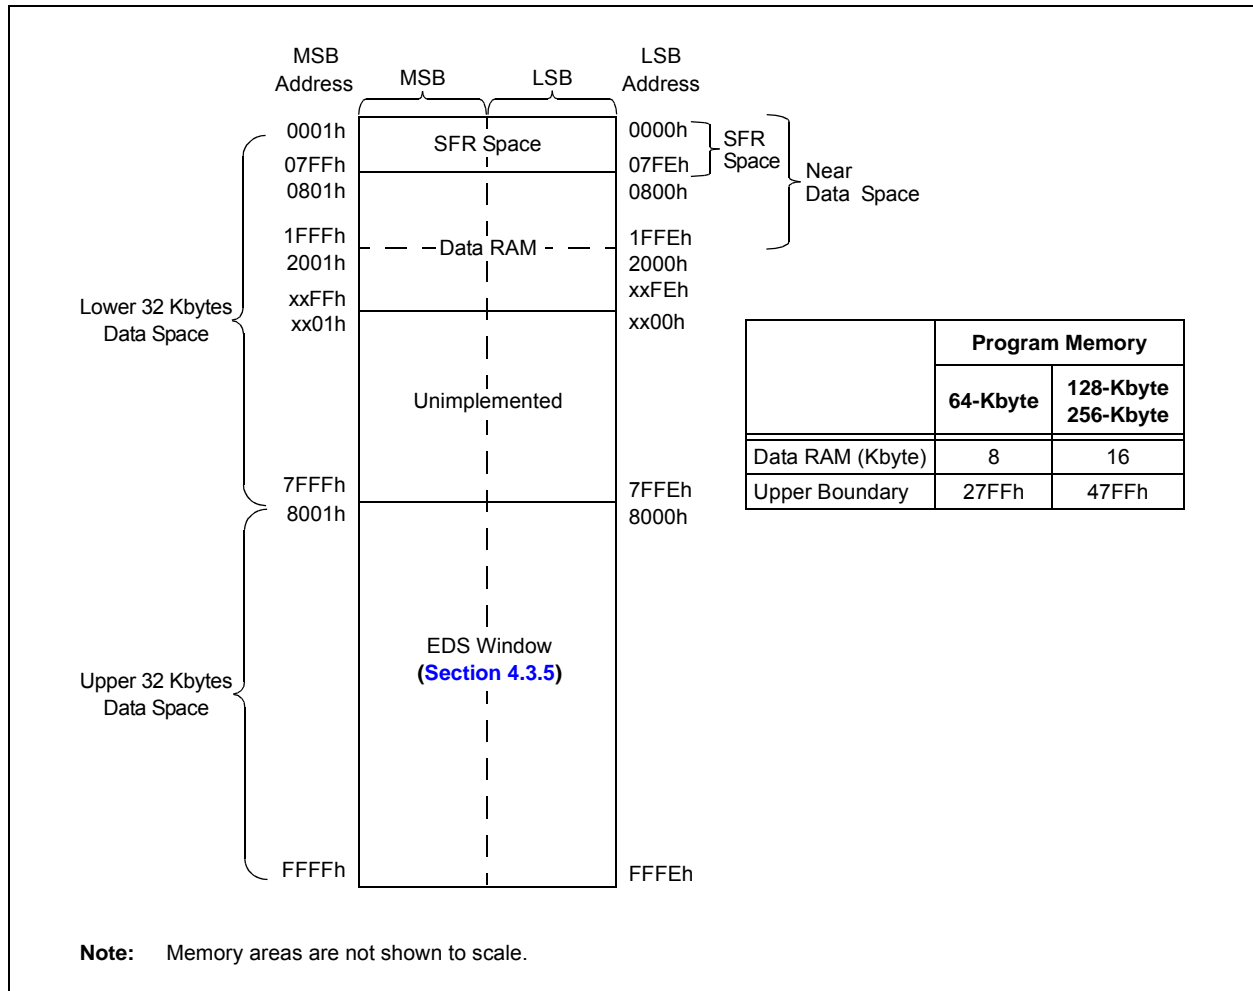 MSB
Address
MSB
LSB
LSB
Address
0001h
SFR Space
0000h
SFR
Space
07FFh
07FEh
Near
Data Space
0801h
0800h
1FFFh
Data RAM
1FFEh
2001h
2000h
xxFFh
xxFEh
Lower 32 Kbytes
Data Space
xx01h
xx00h
Unimplemented
7FFFh
7FFEh
8001h
8000h
EDS Window
(Section 4.3.5)
Upper 32 Kbytes
Data Space
FFFFh
FFFEh
Program Memory
64-Kbyte
128-Kbyte
256-Kbyte
Data RAM (Kbyte) 8 16
Upper Boundary 27FFh 47FFh
Note: Memory areas are not shown to scale.